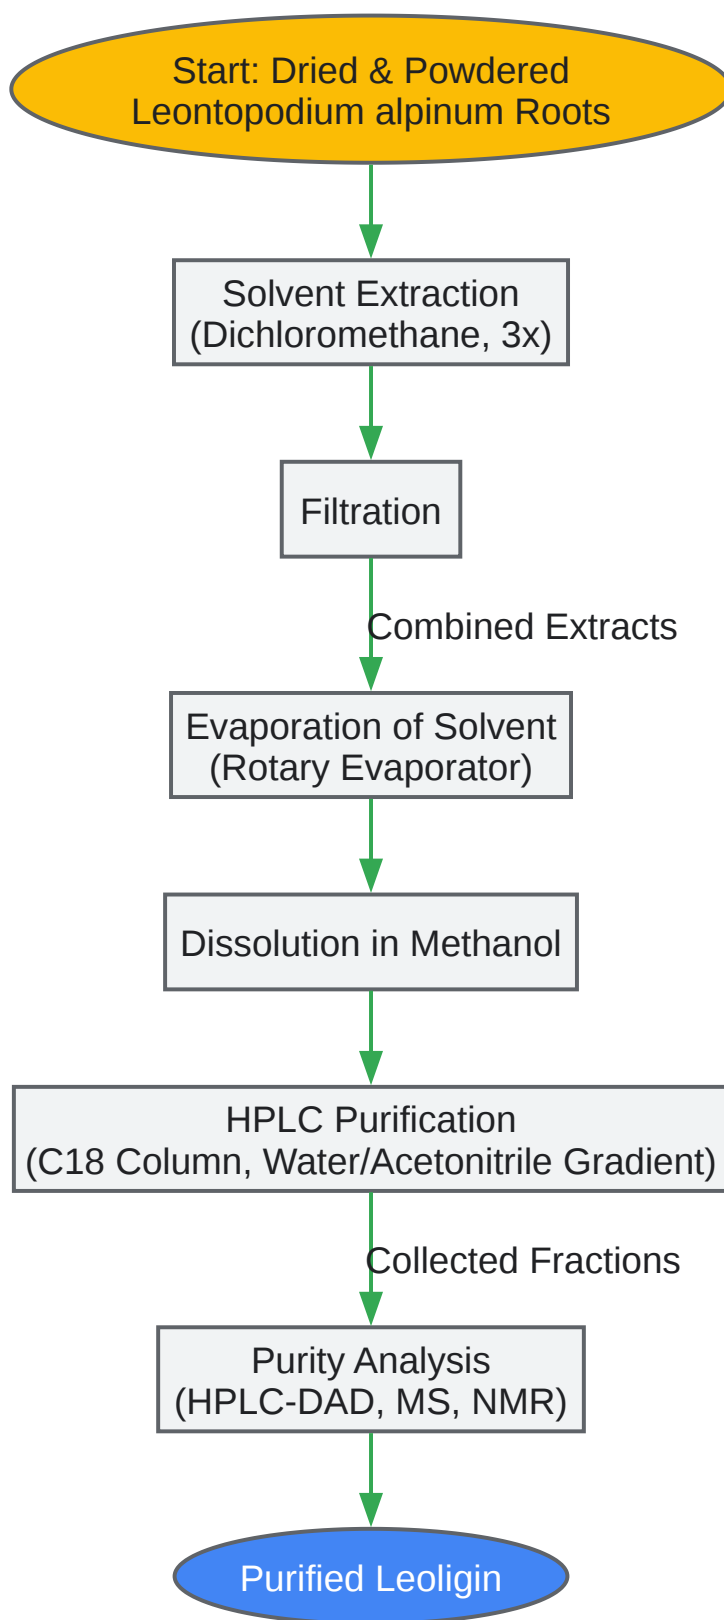 Start: Dried & Powdered
Leontopodium alpinum Roots
Solvent Extraction
(Dichloromethane, 3x)
Filtration
Combined Extracts
Evaporation of Solvent
(Rotary Evaporator)
Dissolution in Methanol
HPLC Purification
(C18 Column, Water/Acetonitrile Gradient)
Collected Fractions
Purity Analysis
(HPLC-DAD, MS, NMR)
Purified Leoligin